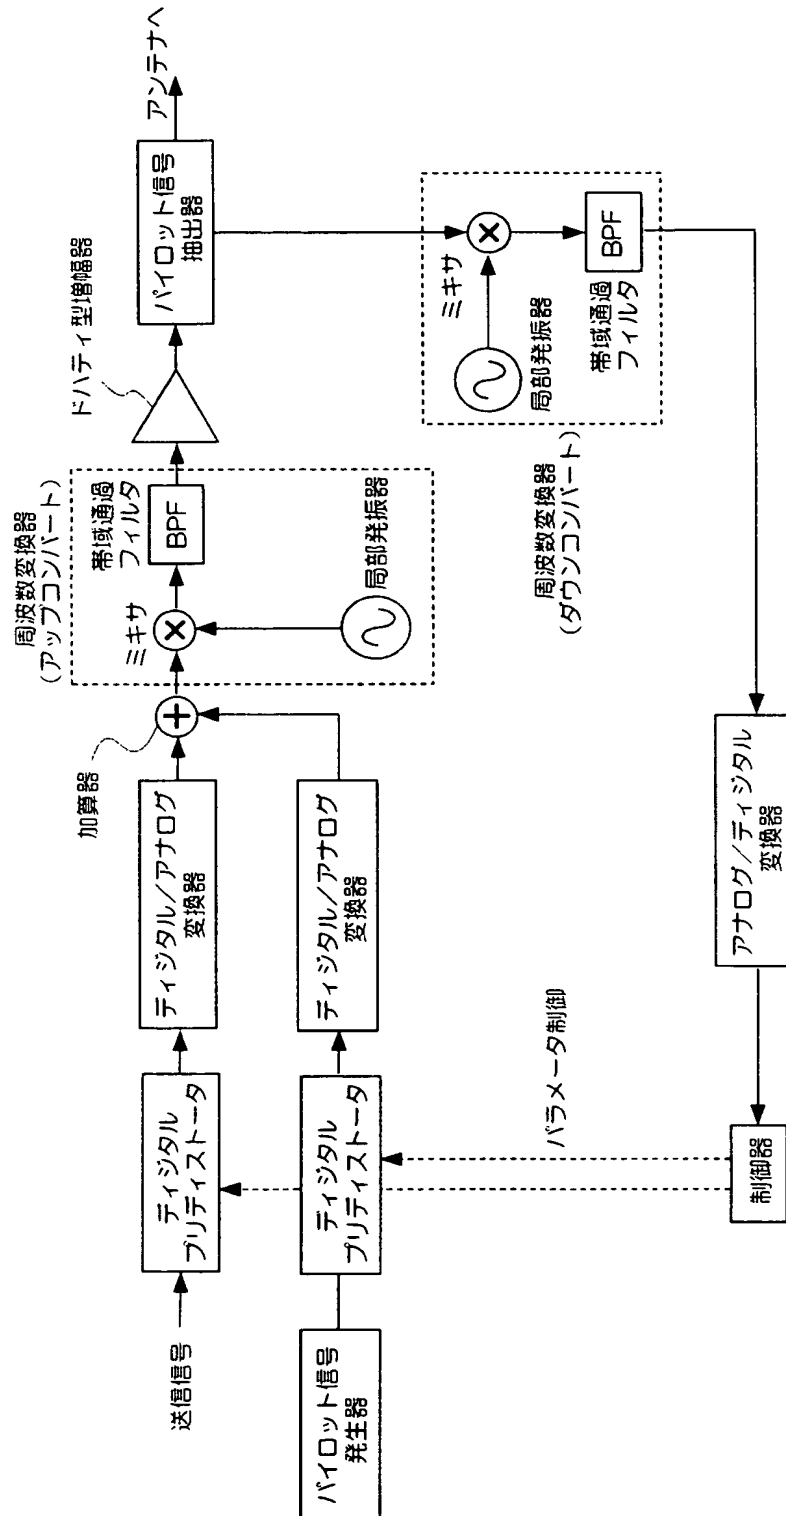 送信信号
ディジタル
プリディストータ
ディジタル/アナログ
変換器
加算器
周波数変換器
(アップコンバート)
ミキサ
帯域通過
フィルタ
BPF
局部発振器
ドハティ型増幅器
パイロット信号
抽出器
アンテナへ
パイロット信号
発生器
ディジタル
プリディストータ
ディジタル/アナログ
変換器
周波数変換器
(ダウンコンバート)
ミキサ
局部発振器
帯域通過
フィルタ
BPF
パラメータ制御
制御器
アナログ/ディジタル
変換器